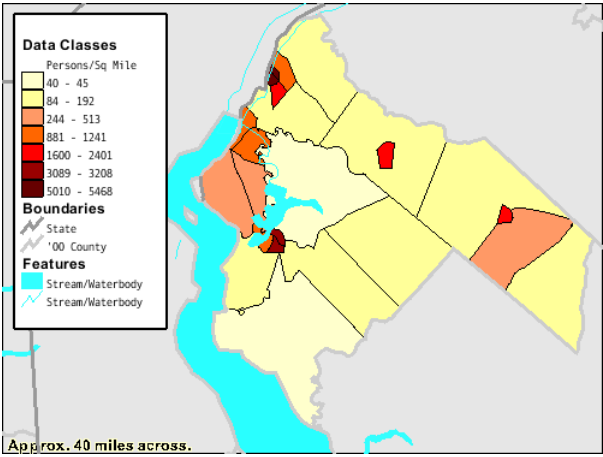 Data Classes
Persons/Sq Mile
40 - 45
84 - 192
244 - 513
881 - 1241
1600 - 2401
3089 - 3208
5010 - 5468
Boundaries
State
'00 County
Features
Stream/Waterbody
Stream/Waterbody
Approx. 40 miles across.